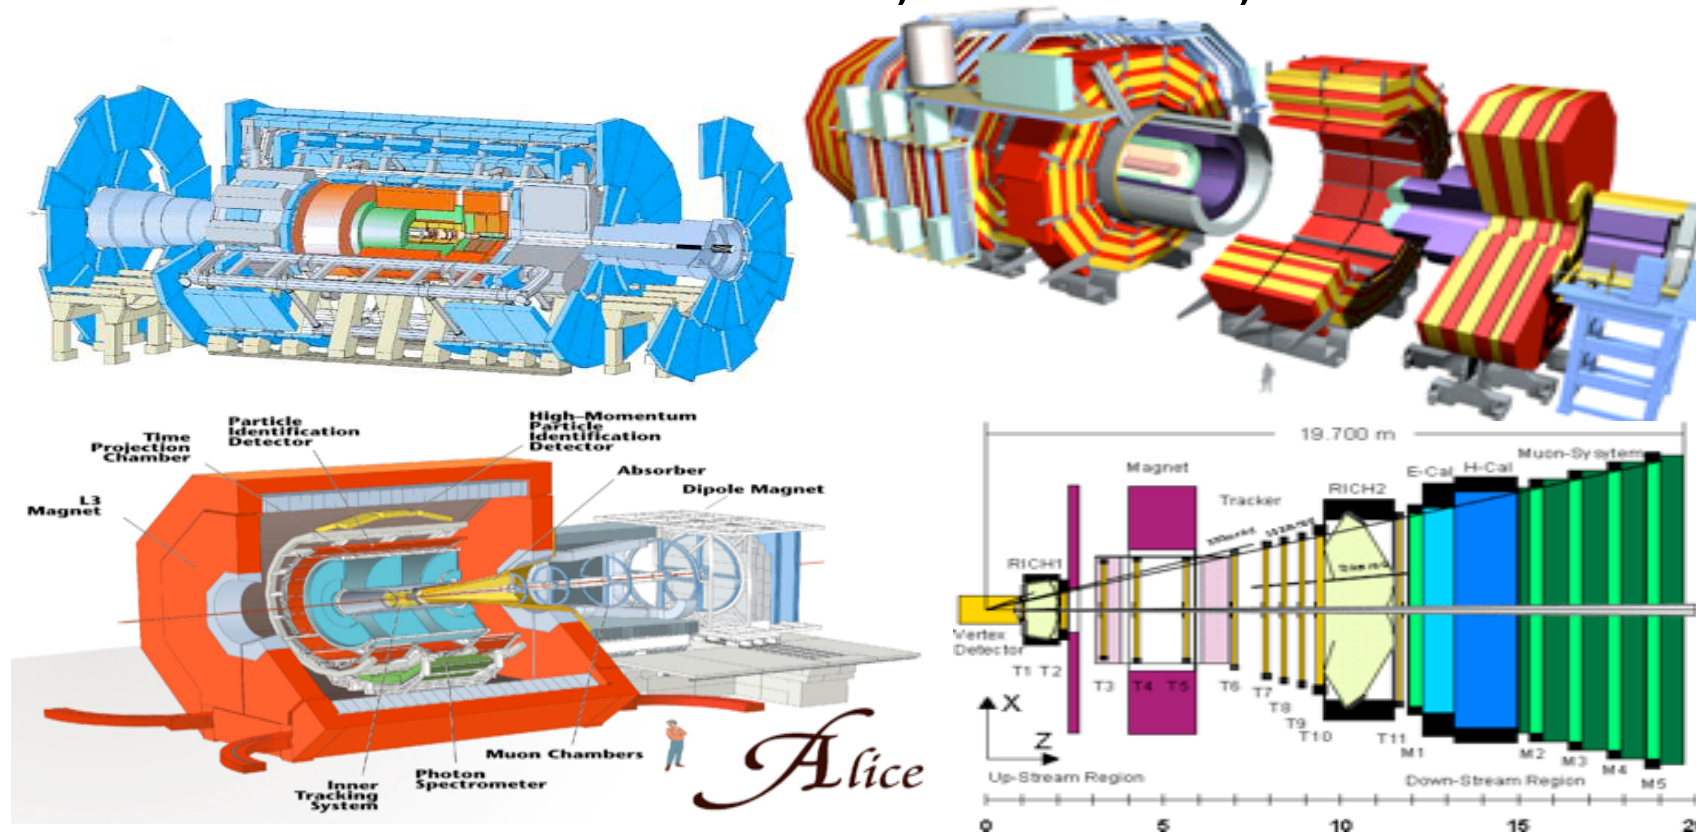 Time
Projection
Chamber
Particle
Identification
Detector
High-Momentum
Particle
Identification
Detector
Absorber
Dipole Magnet
L3
Magnet
Muon Chambers
Photon
Spectrometer
Inner
Tracking
System
Alice
19.700 m
Magnet
Tracker
RICH2
E-Cal
H-Cal
Muon-Sysytem
RICH1
Vertex
Detector
T1 T2
T3
T4
T5
T6
T7
T8
T9
T10
T11
M1
M2
M3
M4
M5
X
Z
Up-Stream Region
Down-Stream Region
0 5 10 15